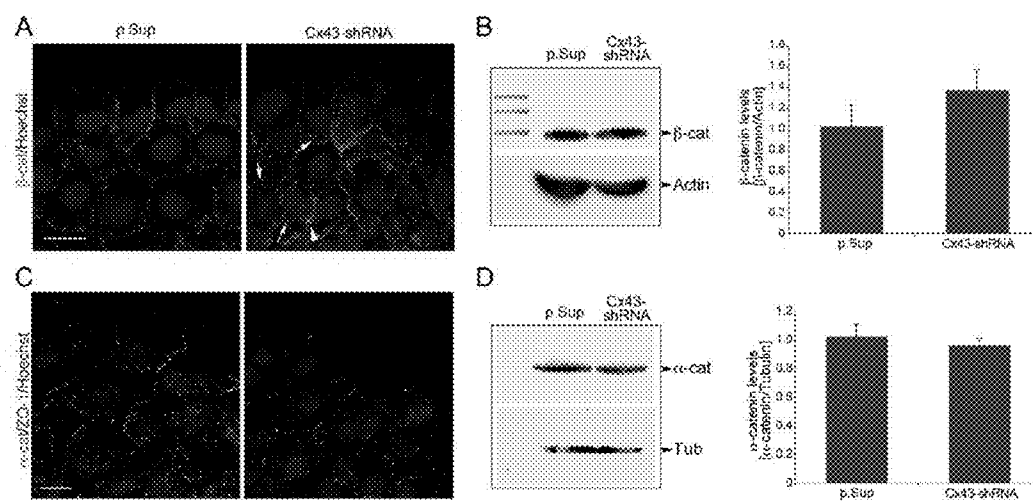 A
p.Sup
Cx43-shRNA
β-cat/Hoechst
B
p.Sup
Cx43-
shRNA
β-cat
Actin
β-catenin levels
[β-catenin/Actin]
1.8
1.6
1.4
1.2
1.0
0.8
0.6
0.4
0.2
0
p.Sup
Cx43-shRNA
C
α-cat/ZO-1/Hoechst
D
p.Sup
Cx43-
shRNA
α-cat
Tub
α-catenin levels
[α-catenin/Tubulin]
1.2
1.0
0.8
0.6
0.4
0.2
0
p.Sup
Cx43-shRNA